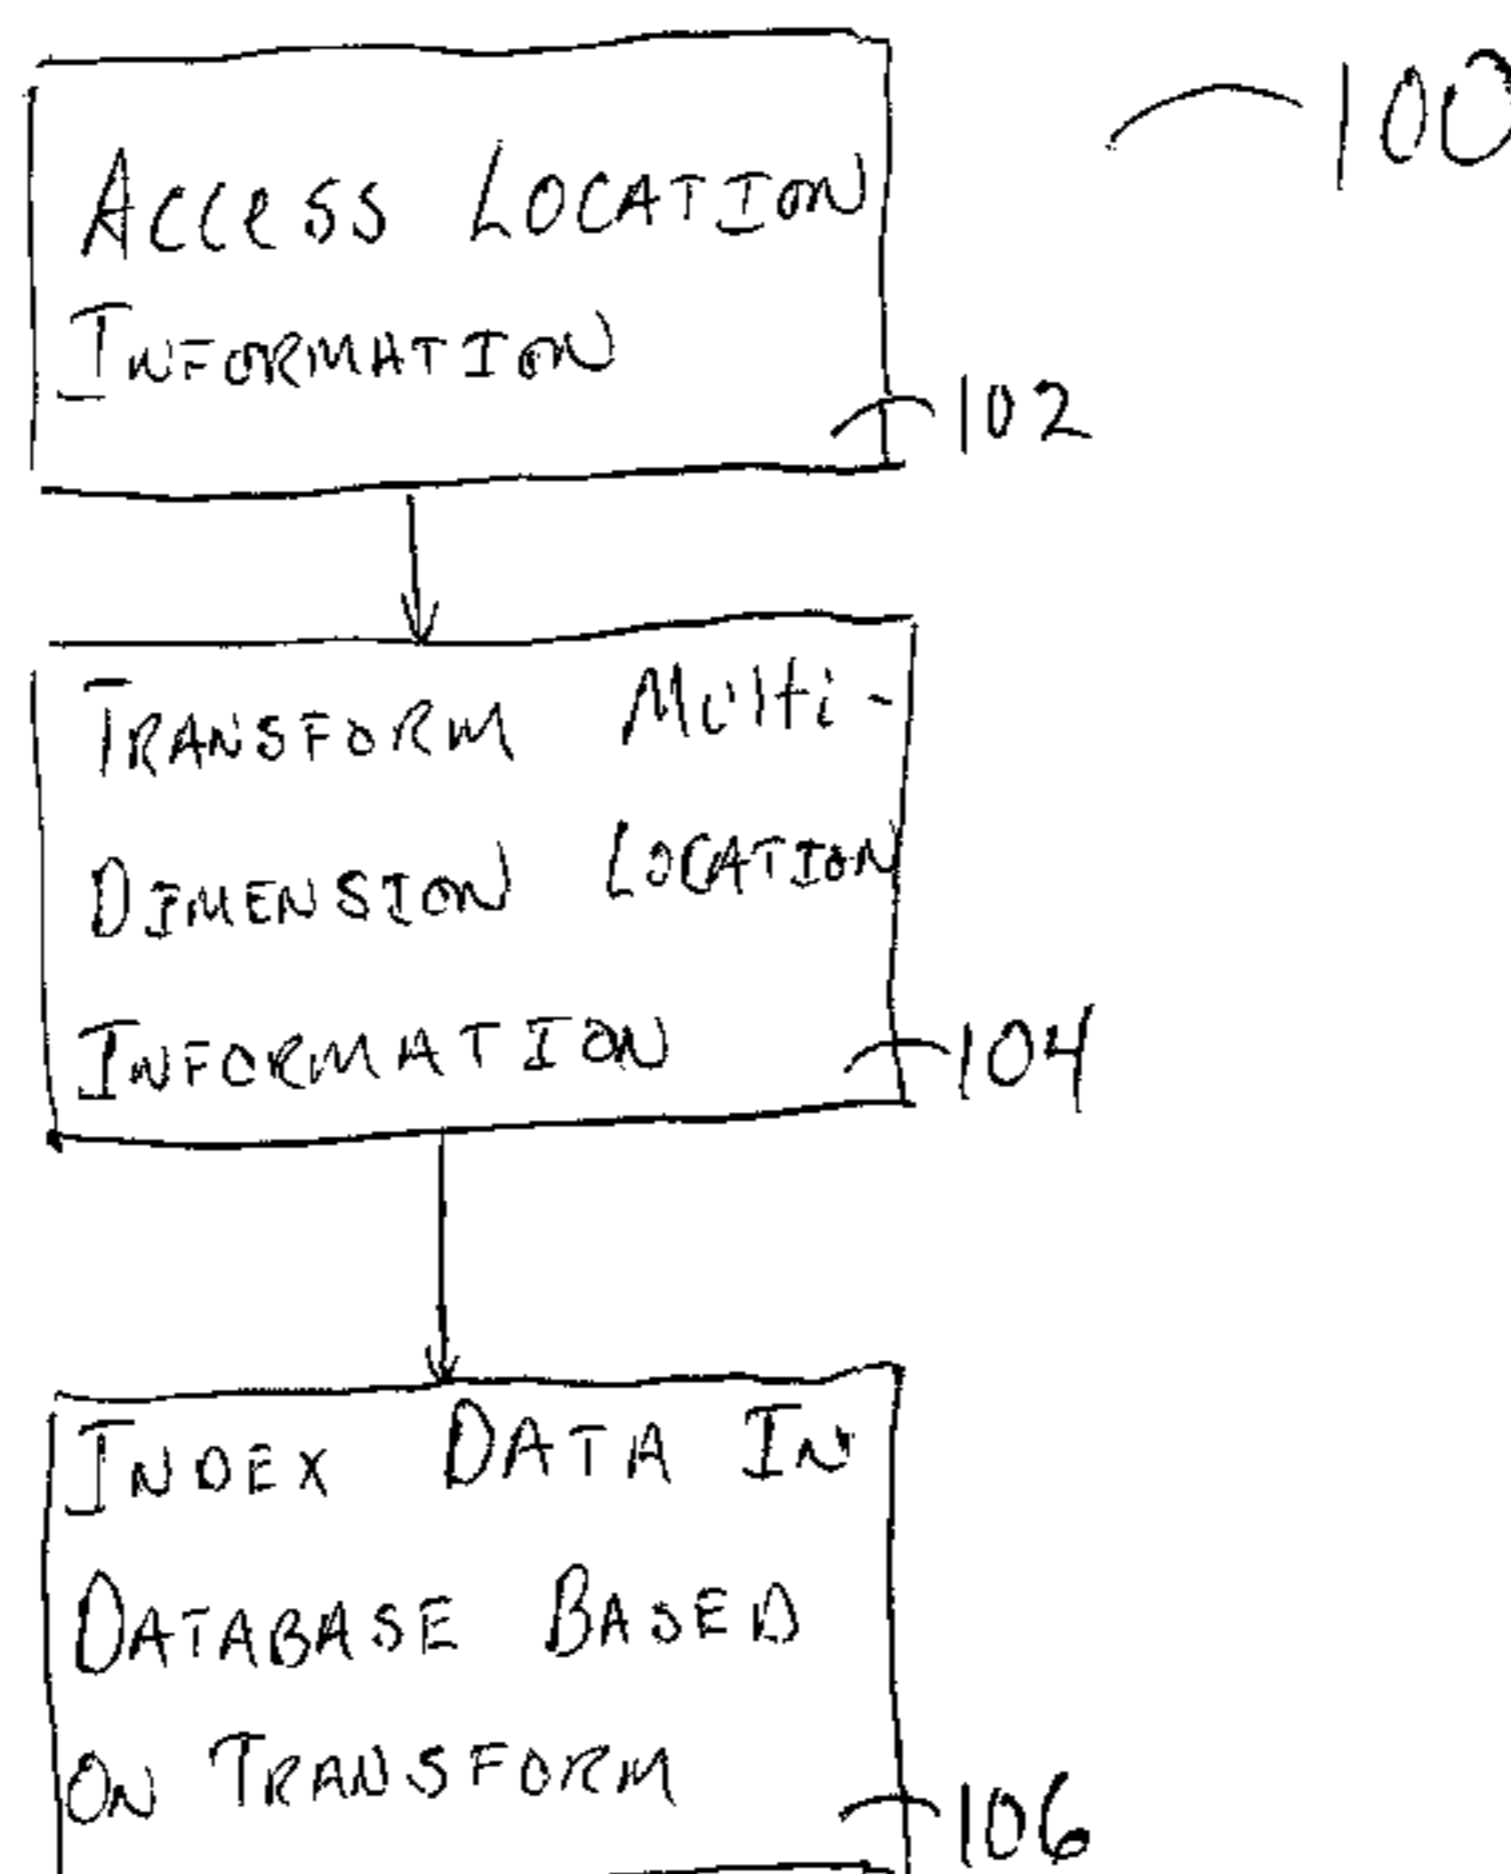 100
Access Location
Information
102
Transform Multi-
Dimension Location
Information
104
Index Data In
Database Based
On Transform
106